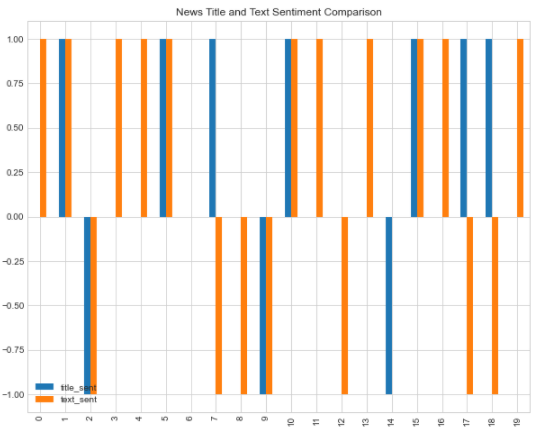 News Title and Text Sentiment Comparison
1.00
0.75
0.50
0.25
0.00
−0.25
−0.50
−0.75
−1.00
title_sent
text_sent
0 1 2 3 4 5 6 7 8 9 10 11 12 13 14 15 16 17 18 19